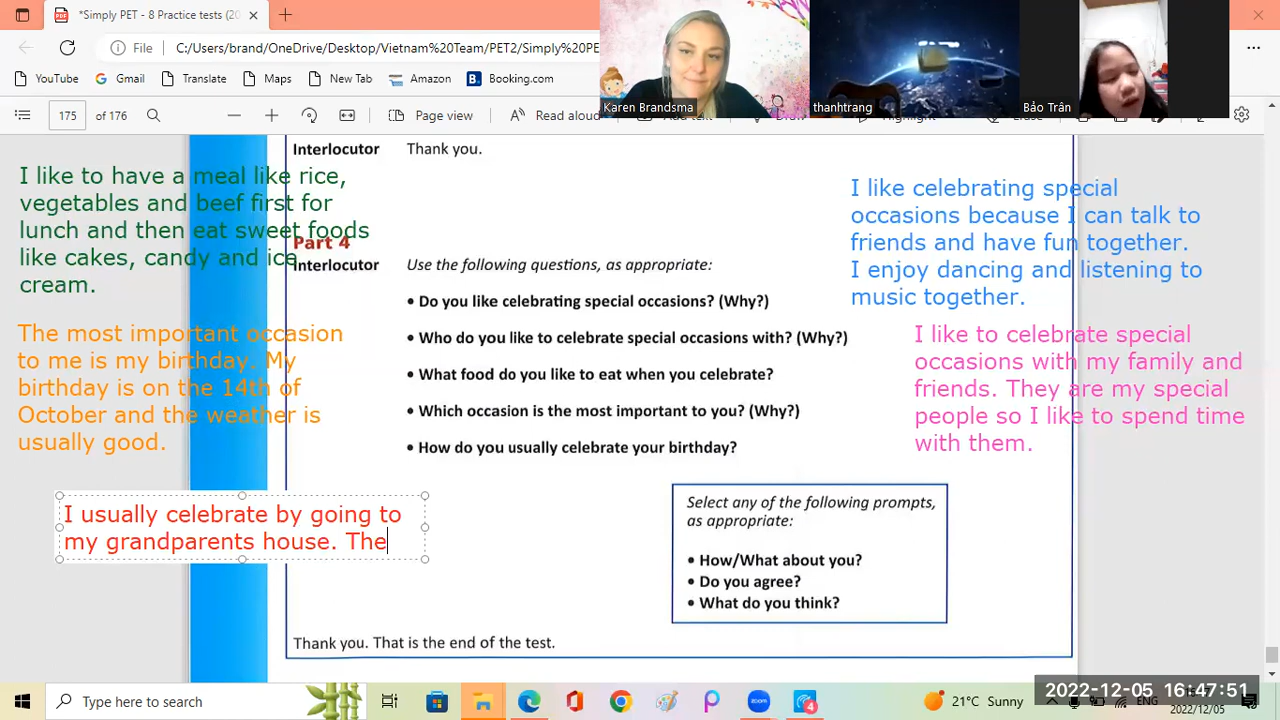 *Simply PET - 8 Practice tests (20
File
C:/Users/brand/OneDrive/Desktop/Vietnam%20Team/PET2/Simply%20PE
YouTube
Gmail
Translate
Maps
New Tab
Amazon
Booking.com
Karen Brandsma
thanhtrang
Bảo Trân
173 of 176
Page view
Read aloud
Interlocutor Thank you.
I like to have a meal like rice,
vegetables and beef first for
lunch and then eat sweet foods
like cakes, candy and ice
cream.
The most important occasion
to me is my birthday. My
birthday is on the 14th of
October and the weather is
usually good.
I usually celebrate by going to
my grandparents house. The
Part 4
Interlocutor Use the following questions, as appropriate:
• Do you like celebrating special occasions? (Why?)
• Who do you like to celebrate special occasions with? (Why?)
• What food do you like to eat when you celebrate?
• Which occasion is the most important to you? (Why?)
• How do you usually celebrate your birthday?
I like celebrating special
occasions because I can talk to
friends and have fun together.
I enjoy dancing and listening to
music together.
I like to celebrate special
occasions with my family and
friends. They are my special
people so I like to spend time
with them.
Select any of the following prompts,
as appropriate:
• How/What about you?
• Do you agree?
• What do you think?
Thank you. That is the end of the test.
Type here to search
zoom
4
21°C Sunny
ENG
2022-12-05 16:47:51
2022/12/05